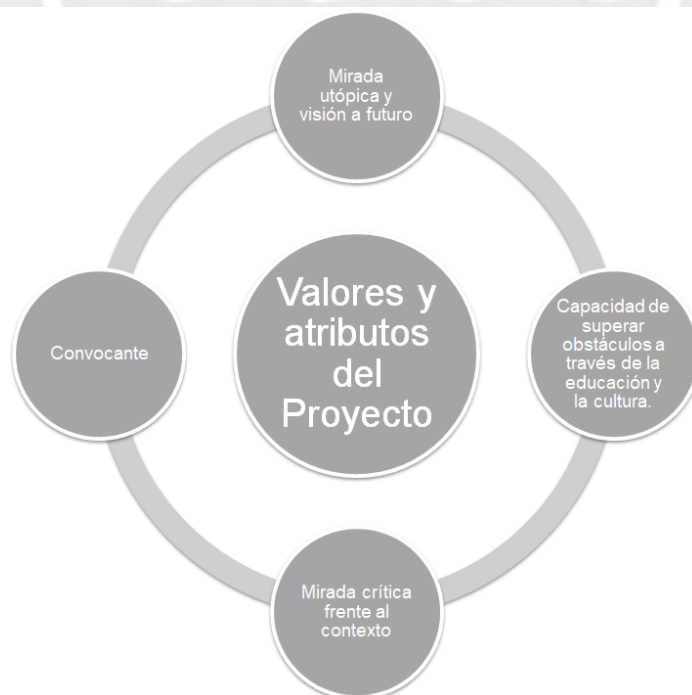 Mirada
utópica y
visión a futuro
Valores y
atributos
del
Proyecto
Capacidad de
superar
obstáculos a
través de la
educación y
la cultura.
Convocante
Mirada crítica
frente al
contexto